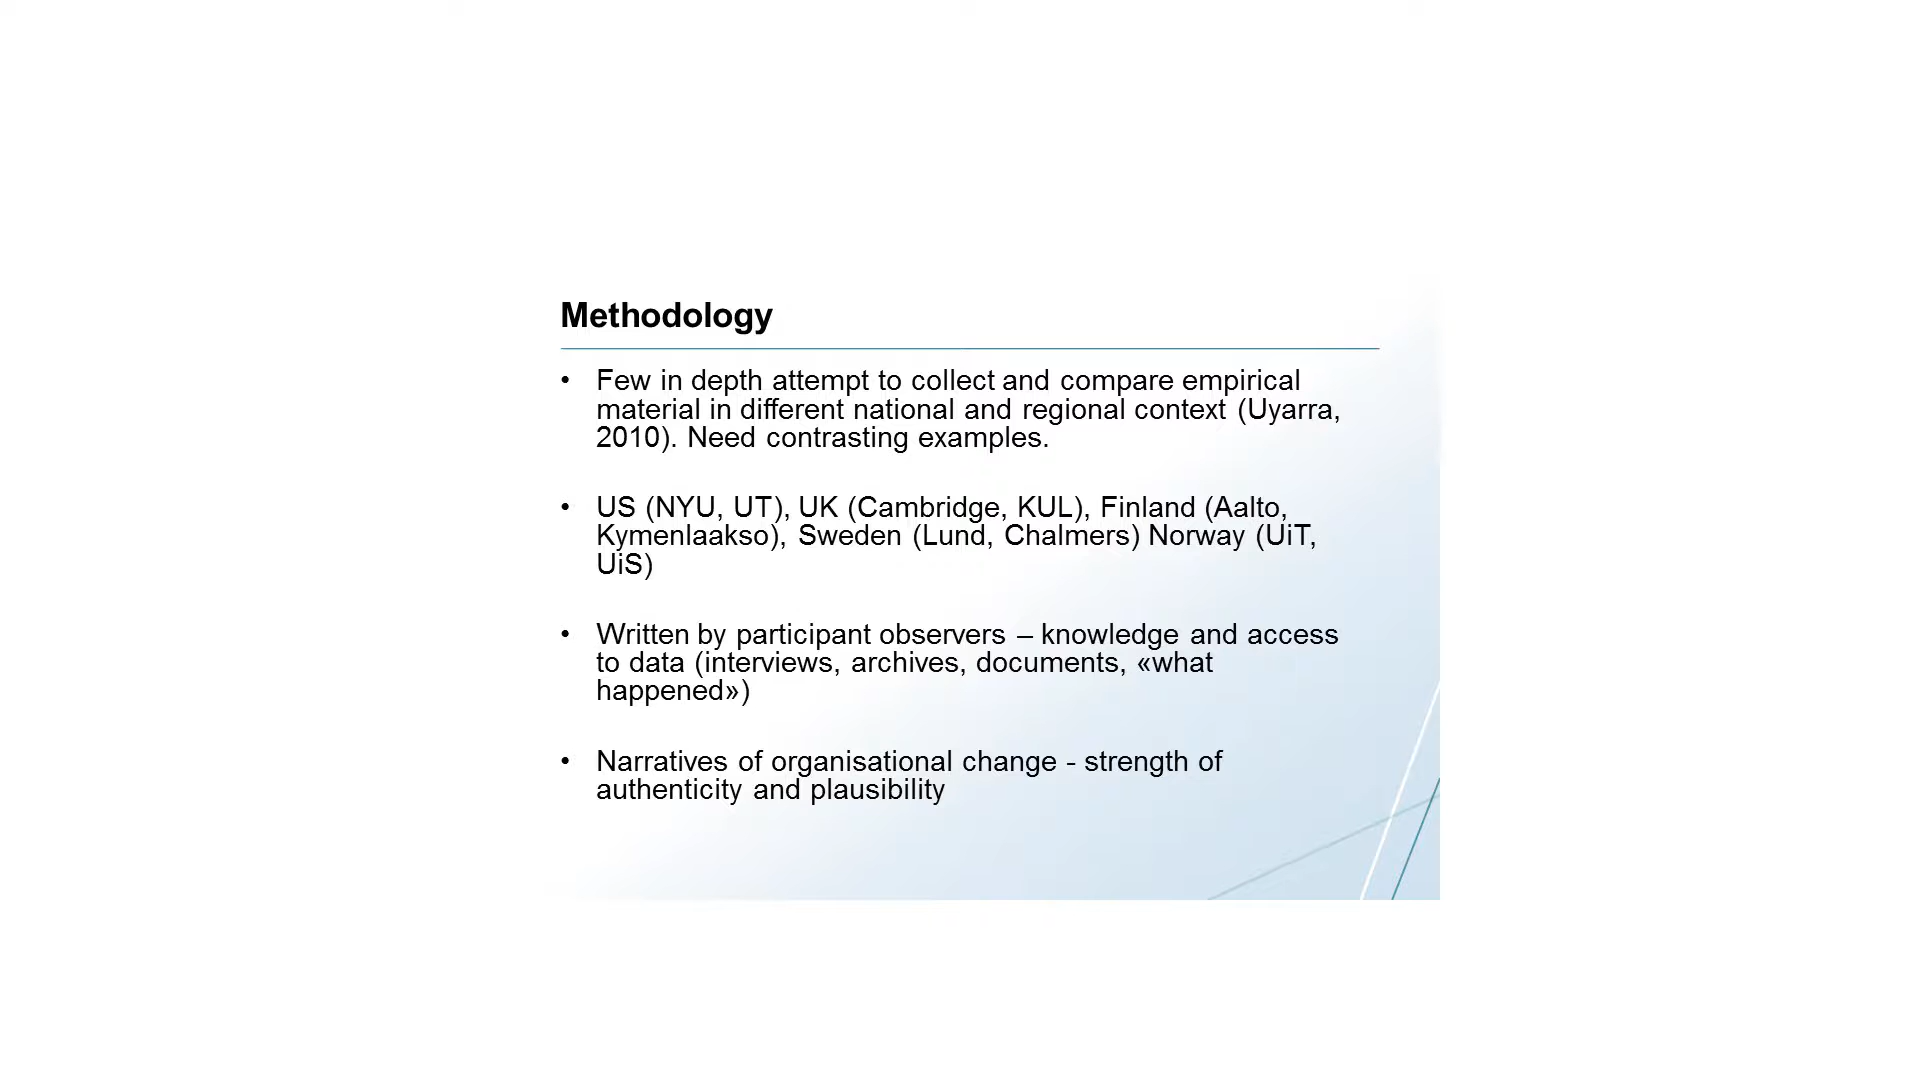 Methodology
• Few in depth attempt to collect and compare empirical
material in different national and regional context (Uyarra,
2010). Need contrasting examples.
• US (NYU, UT), UK (Cambridge, KUL), Finland (Aalto,
Kymenlaakso), Sweden (Lund, Chalmers) Norway (UiT,
UiS)
• Written by participant observers – knowledge and access
to data (interviews, archives, documents, «what
happened»)
• Narratives of organisational change - strength of
authenticity and plausibility